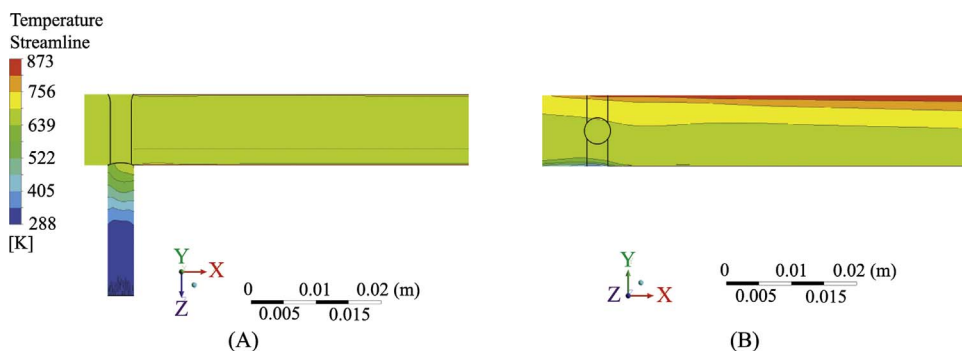 Temperature
Streamline
873
756
639
522
405
288
[K]
Y
X
Z
0 0.01 0.02 (m)
0.005 0.015
(A)
Y
Z X
0 0.01 0.02 (m)
0.005 0.015
(B)